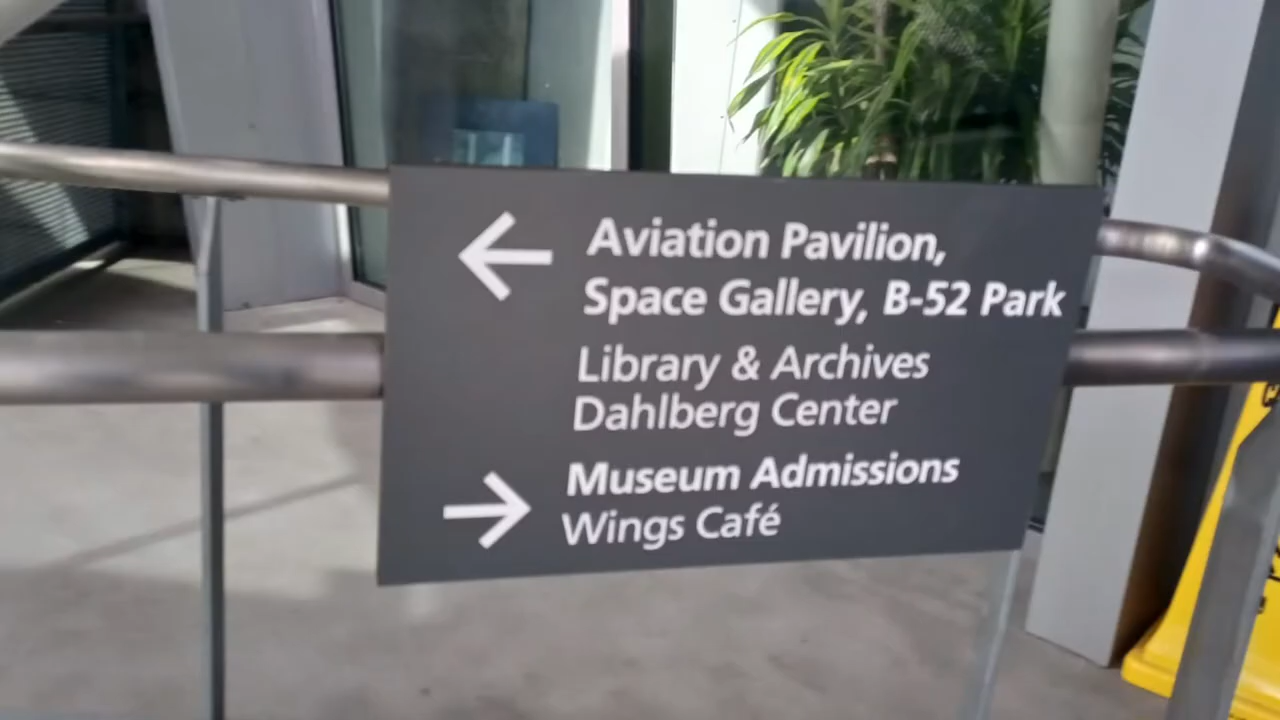 Aviation Pavilion,
Space Gallery, B-52 Park
Library & Archives
Dahlberg Center
Museum Admissions
Wings Café